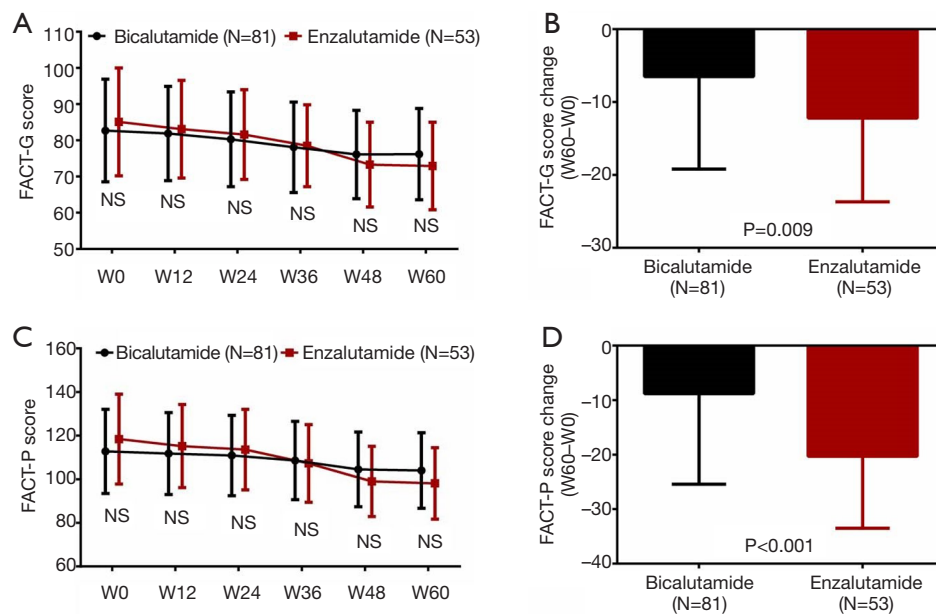 A
Bicalutamide (N=81) Enzalutamide (N=53)
FACT-G score
110
100
90
80
70
60
50
NS NS NS NS NS NS
W0 W12 W24 W36 W48 W60
B
FACT-G score change
(W60–W0)
0
–10
–20
–30
P=0.009
Bicalutamide Enzalutamide
(N=81) (N=53)
C
Bicalutamide (N=81) Enzalutamide (N=53)
FACT-P score
160
140
120
100
80
60
NS NS NS NS NS NS
W0 W12 W24 W36 W48 W60
D
FACT-P score change
(W60–W0)
0
–10
–20
–30
–40
P<0.001
Bicalutamide Enzalutamide
(N=81) (N=53)